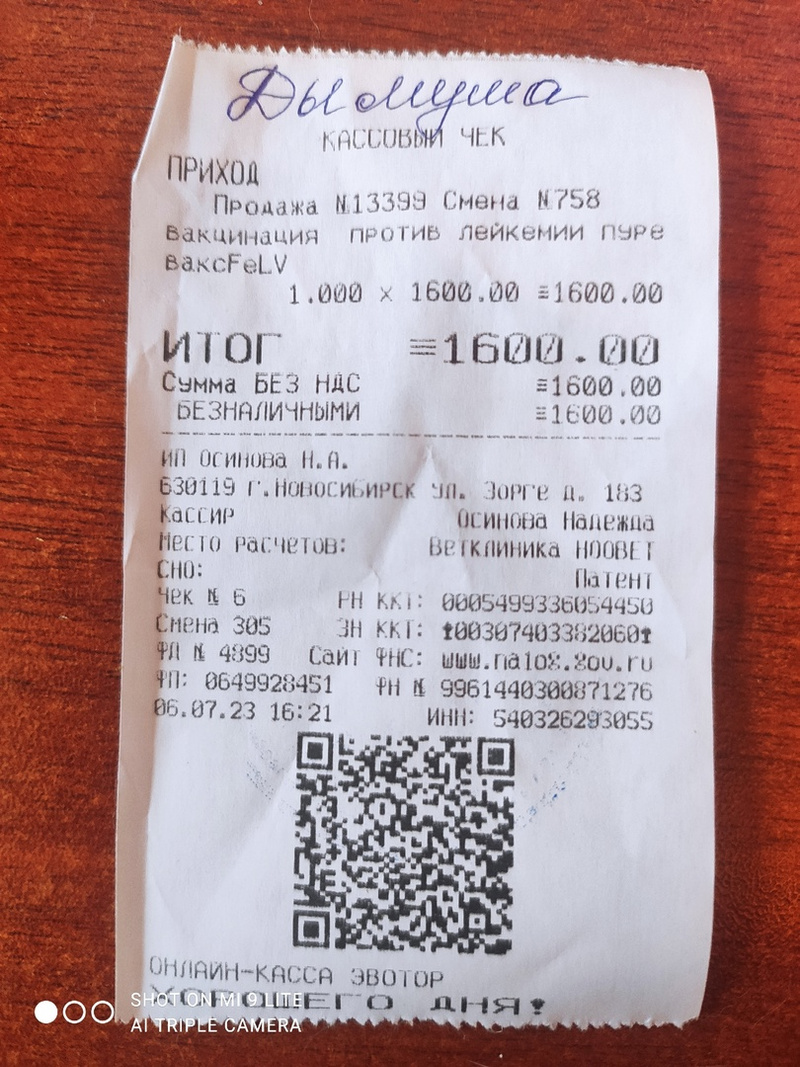 Дымуша
КАССОВЫЙ ЧЕК
ПРИХОД
Продажа №13399 Смена №758
Вакцинация против лейкемии пуре
ваксFeLV
1.000 x 1600.00 ≡1600.00
ИТОГ ≡1600.00
Сумма БЕЗ НДС ≡1600.00
БЕЗНАЛИЧНЫМИ ≡1600.00
ИП Осинова Н.А.
630119 г.Новосибирск ул. Зорге д. 183
Кассир Осинова Надежда
Место расчетов: Ветклиника НООВЕТ
СНО: Патент
Чек № 6 РН ККТ: 0005499336054450
Смена 305 ЗН ККТ: 00307403382060
ФД № 4899 Сайт ФНС: www.nalog.gov.ru
ФП: 0649928451 ФН № 9961440300871276
06.07.23 16:21 ИНН: 540326293055
ОНЛАЙН-КАССА ЭВОТОР
ХОРОШЕГО ДНЯ!
SHOT ON MI 9 LITE
AI TRIPLE CAMERA